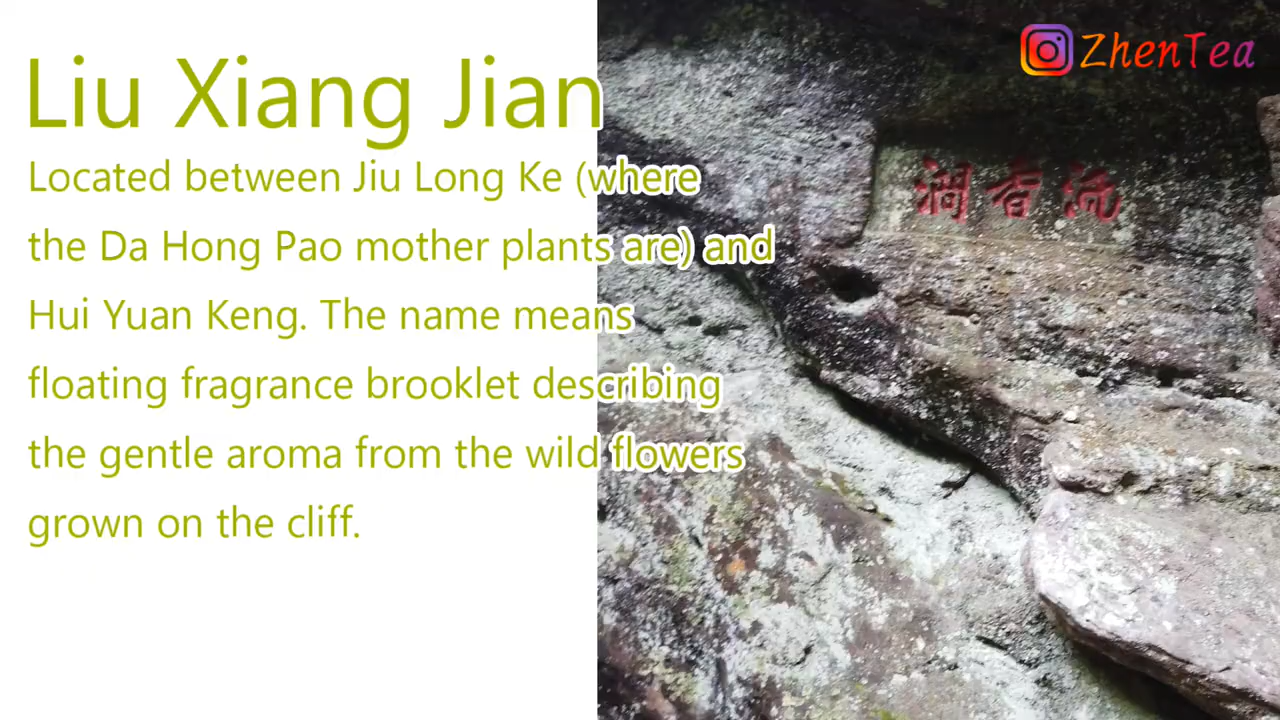 Liu Xiang Jian
Located between Jiu Long Ke (where
the Da Hong Pao mother plants are) and
Hui Yuan Keng. The name means
floating fragrance brooklet describing
the gentle aroma from the wild flowers
grown on the cliff.
ZhenTea
流香澗